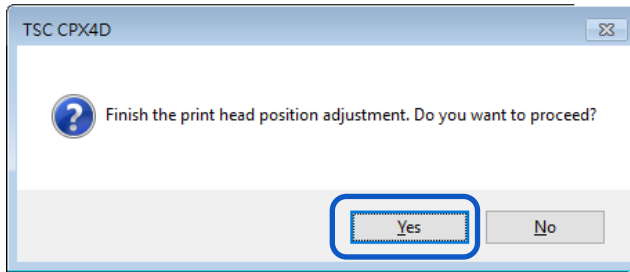 TSC CPX4D
Finish the print head position adjustment. Do you want to proceed?
Yes
No